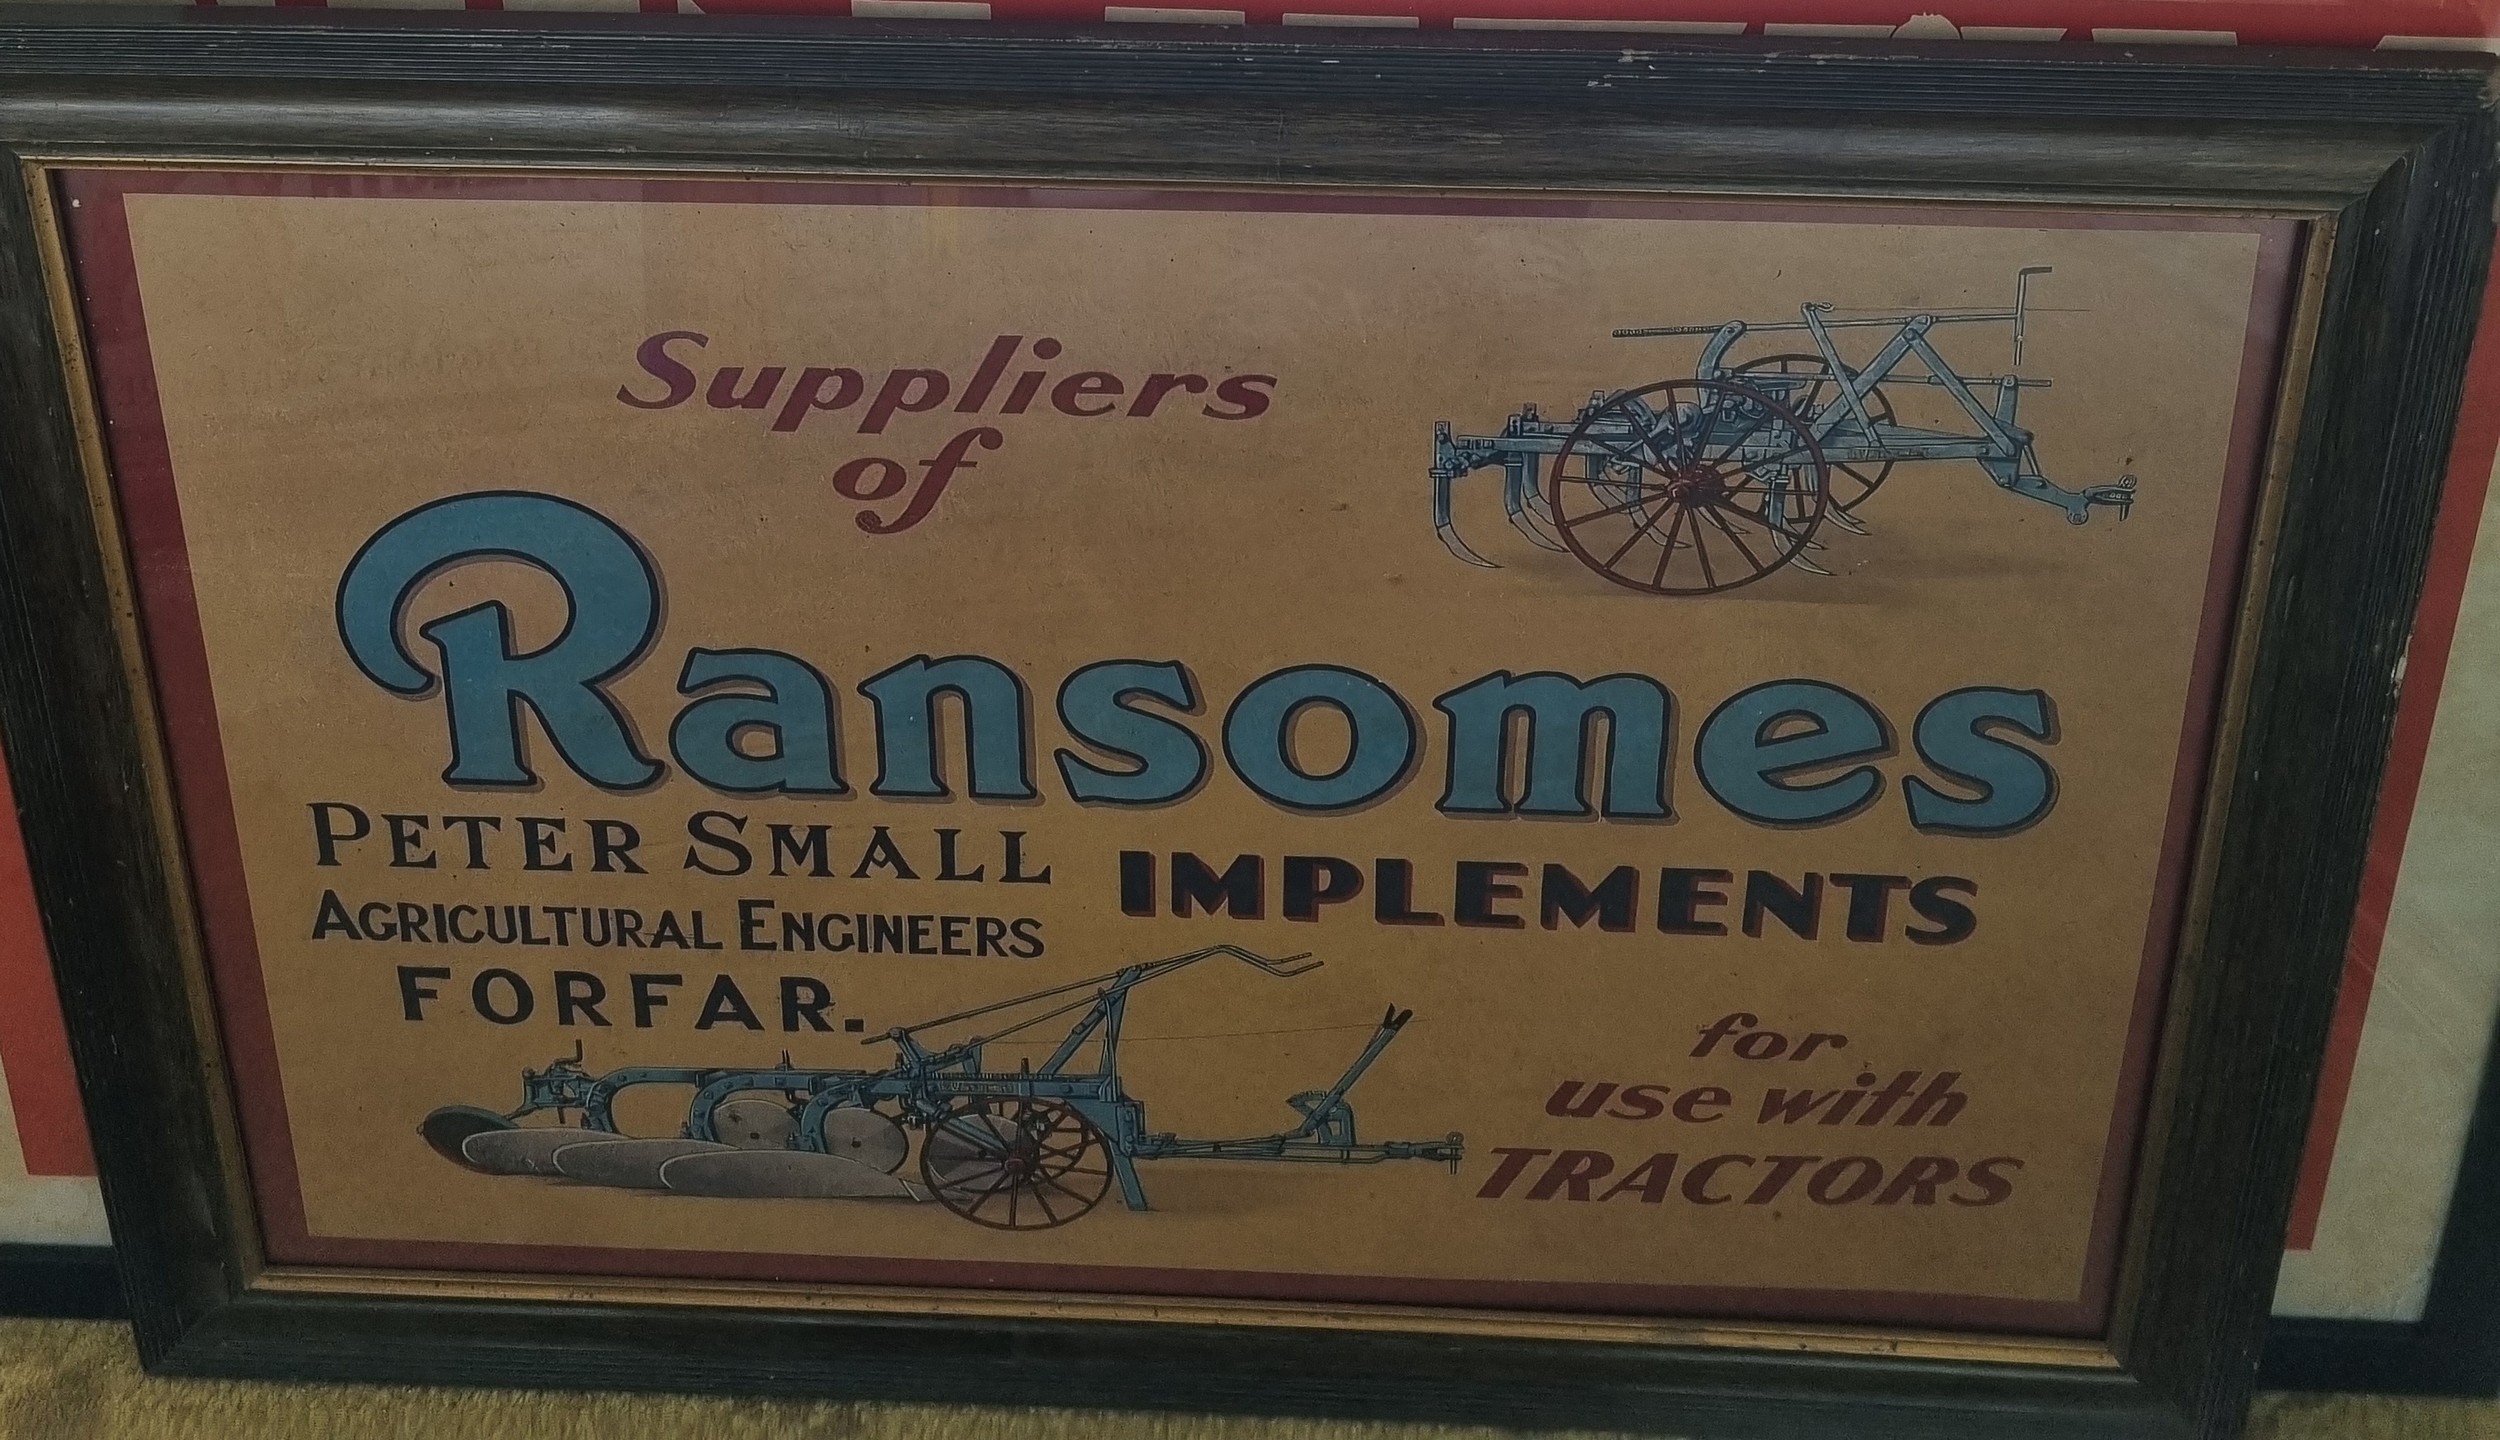 Suppliers
of
Ransomes
IMPLEMENTS
PETER SMALL
AGRICULTURAL ENGINEERS
FORFAR.
for
use with
TRACTORS